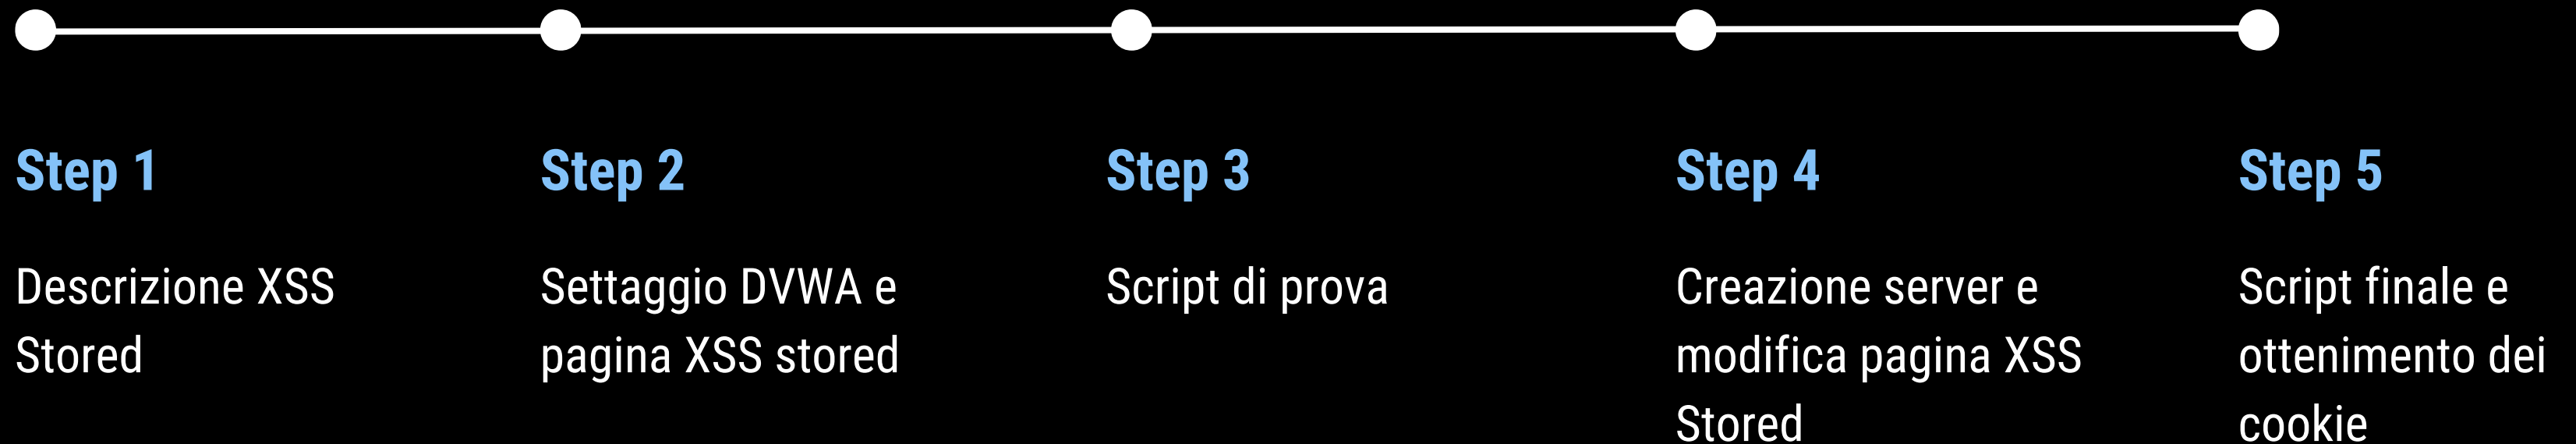 Step 1
Descrizione XSS
Stored
Step 2
Settaggio DVWA e
pagina XSS stored
Step 3
Script di prova
Step 4
Creazione server e
modifica pagina XSS
Stored
Step 5
Script finale e
ottenimento dei
cookie